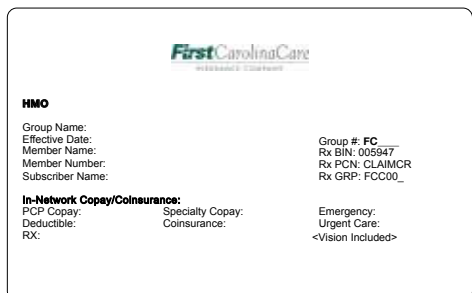 FirstCarolinaCare
INSURANCE COMPANY
HMO
Group Name:
Effective Date: Group #: FC___
Member Name: Rx BIN: 005947
Member Number: Rx PCN: CLAIMCR
Subscriber Name: Rx GRP: FCC00_
In-Network Copay/Coinsurance:
PCP Copay: Specialty Copay: Emergency:
Deductible: Coinsurance: Urgent Care:
RX: <Vision Included>